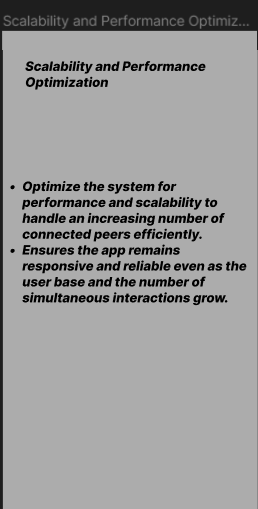 Scalability and Performance Optimiz...
Scalability and Performance
Optimization
• Optimize the system for
performance and scalability to
handle an increasing number of
connected peers efficiently.
• Ensures the app remains
responsive and reliable even as the
user base and the number of
simultaneous interactions grow.